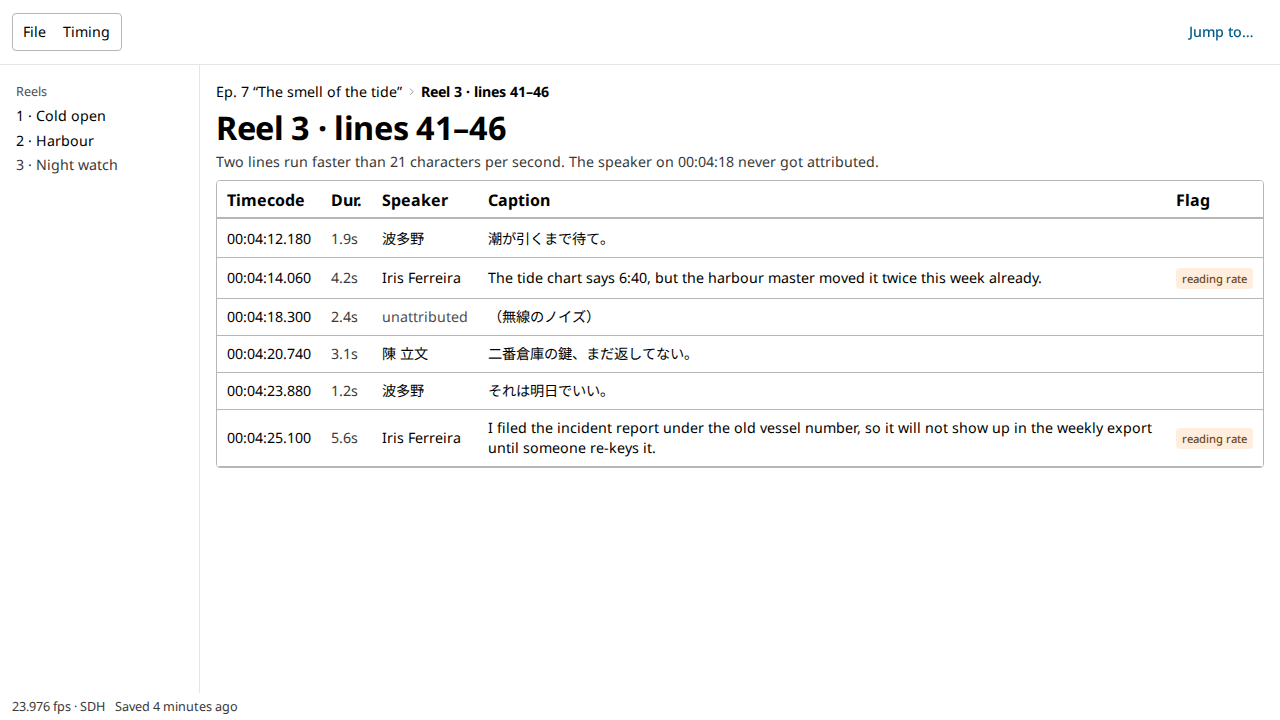 File Timing Jump to...
Reels
1 · Cold open
2 · Harbour
3 · Night watch
Ep. 7 “The smell of the tide” › Reel 3 · lines 41–46
Reel 3 · lines 41–46
Two lines run faster than 21 characters per second. The speaker on 00:04:18 never got attributed.
Timecode Dur. Speaker Caption Flag
00:04:12.180 1.9s 波多野 潮が引くまで待て。
00:04:14.060 4.2s Iris Ferreira The tide chart says 6:40, but the harbour master moved it twice this week already. reading rate
00:04:18.300 2.4s unattributed （無線のノイズ）
00:04:20.740 3.1s 陳 立文 二番倉庫の鍵、まだ返してない。
00:04:23.880 1.2s 波多野 それは明日でいい。
00:04:25.100 5.6s Iris Ferreira I filed the incident report under the old vessel number, so it will not show up in the weekly export
until someone re-keys it. reading rate
23.976 fps · SDH Saved 4 minutes ago